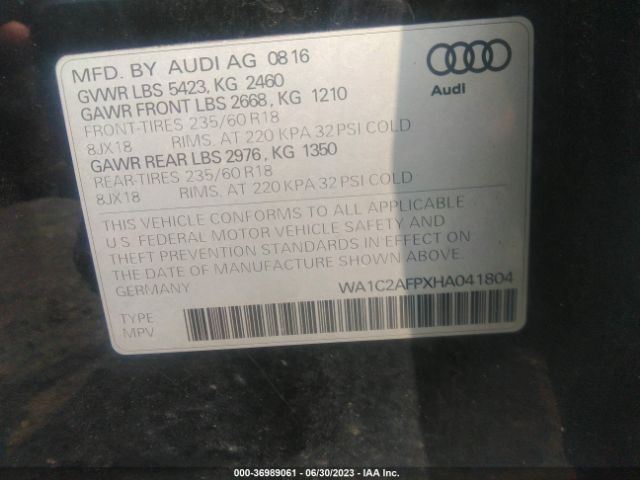 MFD. BY AUDI AG 0816
GVWR LBS 5423, KG 2460
GAWR FRONT LBS 2668, KG 1210
FRONT-TIRES 235/60 R18
8JX18 RIMS. AT 220 KPA 32 PSI COLD
GAWR REAR LBS 2976, KG 1350
REAR-TIRES 235/60 R18
8JX18 RIMS. AT 220 KPA 32 PSI COLD
THIS VEHICLE CONFORMS TO ALL APPLICABLE
U.S. FEDERAL MOTOR VEHICLE SAFETY AND
THEFT PREVENTION STANDARDS IN EFFECT ON
THE DATE OF MANUFACTURE SHOWN ABOVE.
GERMANY
WA1C2AFPXHA041804
TYPE
MPV
Audi
000-36989061 - 06/30/2023 - IAA Inc.